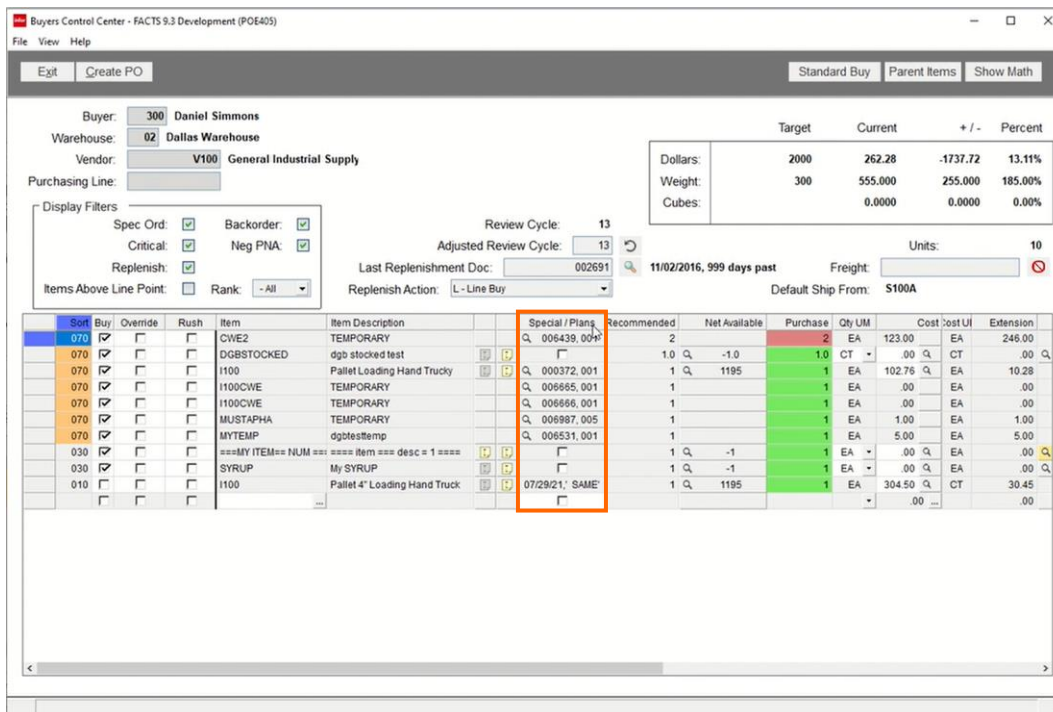 infor Buyers Control Center - FACTS 9.3 Development (POE405)
File View Help
Exit Create PO Standard Buy Parent Items Show Math
Buyer: 300 Daniel Simmons
Warehouse: 02 Dallas Warehouse
Vendor: V100 General Industrial Supply
Purchasing Line:
Target Current + / - Percent
Dollars: 2000 262.28 -1737.72 13.11%
Weight: 300 555.000 255.000 185.00%
Cubes: 0.0000 0.0000 0.00%
Display Filters
Spec Ord: Backorder:
Critical: Neg PNA:
Replenish:
Items Above Line Point: Rank: - All
Review Cycle: 13
Adjusted Review Cycle: 13
Last Replenishment Doc: 002691 11/02/2016, 999 days past
Replenish Action: L - Line Buy
Units: 10
Freight:
Default Ship From: S100A
Sort Buy Override Rush Item Item Description Special / Plans Recommended Net Available Purchase Qty UM Cost Cost UI Extension
070 CWE2 TEMPORARY 006439, 001 2 2 EA 123.00 EA 246.00
070 DGBSTOCKED dgb stocked test 1.0 -1.0 1.0 CT .00 CT .00
070 I100 Pallet Loading Hand Trucky 000372, 001 1 1195 1 EA 102.76 EA 10.28
070 I100CWE TEMPORARY 006665, 001 1 1 EA .00 EA .00
070 I100CWE TEMPORARY 006666, 001 1 1 EA .00 EA .00
070 MUSTAPHA TEMPORARY 006987, 005 1 1 EA 1.00 EA 1.00
070 MYTEMP dgbtesttemp 006531, 001 1 1 EA 5.00 EA 5.00
030 ===MY ITEM== NUM == ==== item === desc = 1 ==== 1 -1 1 EA .00 EA .00
030 SYRUP My SYRUP 1 -1 1 EA .00 EA .00
010 I100 Pallet 4" Loading Hand Truck 07/29/21,' SAME' 1 1195 1 EA 304.50 CT 30.45
... .00 ... .00